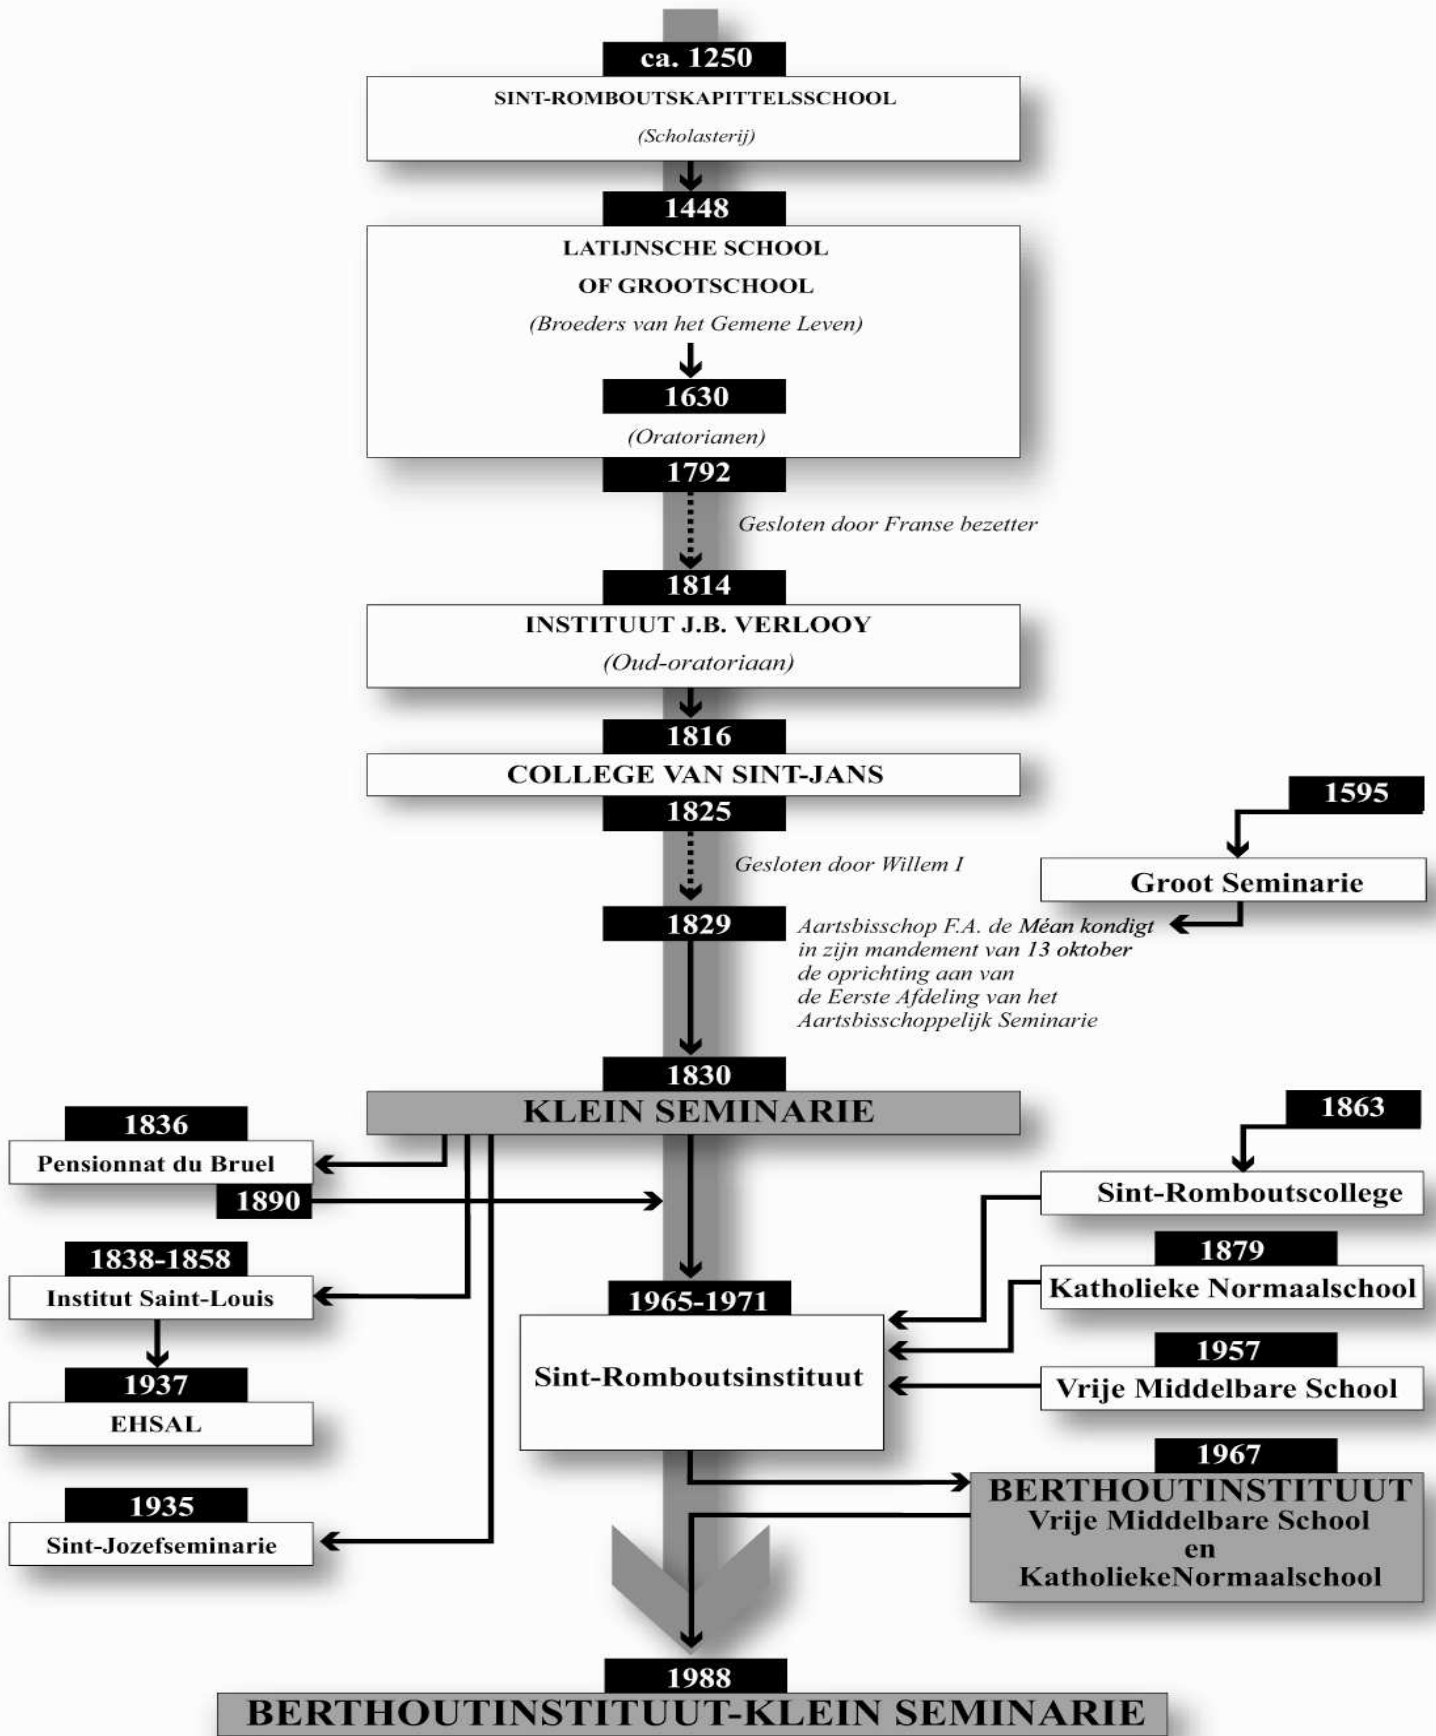 ca. 1250
SINT-ROMBOUTSKAPITTELSSCHOOL
(Scholasterij)
1448
LATIJNSCHE SCHOOL
OF GROOTSCHOOL
(Broeders van het Gemene Leven)
1630
(Oratorianen)
1792
Gesloten door Franse bezetter
1814
INSTITUUT J.B. VERLOOY
(Oud-oratoriaan)
1816
COLLEGE VAN SINT-JANS
1825
Gesloten door Willem I
1595
Groot Seminarie
1829
Aartsbisschop F.A. de Méan kondigt
in zijn mandement van 13 oktober
de oprichting aan van
de Eerste Afdeling van het
Aartsbisschoppelijk Seminarie
1830
KLEIN SEMINARIE
1836
Pensionnat du Bruel
1890
1838-1858
Institut Saint-Louis
1937
EHSAL
1935
Sint-Jozefseminarie
1863
Sint-Romboutscollege
1879
Katholieke Normaalschool
1957
Vrije Middelbare School
1965-1971
Sint-Romboutsinstituut
1967
BERTHOUTINSTITUUT
Vrije Middelbare School
en
KatholiekeNormaalschool
1988
BERTHOUTINSTITUUT-KLEIN SEMINARIE